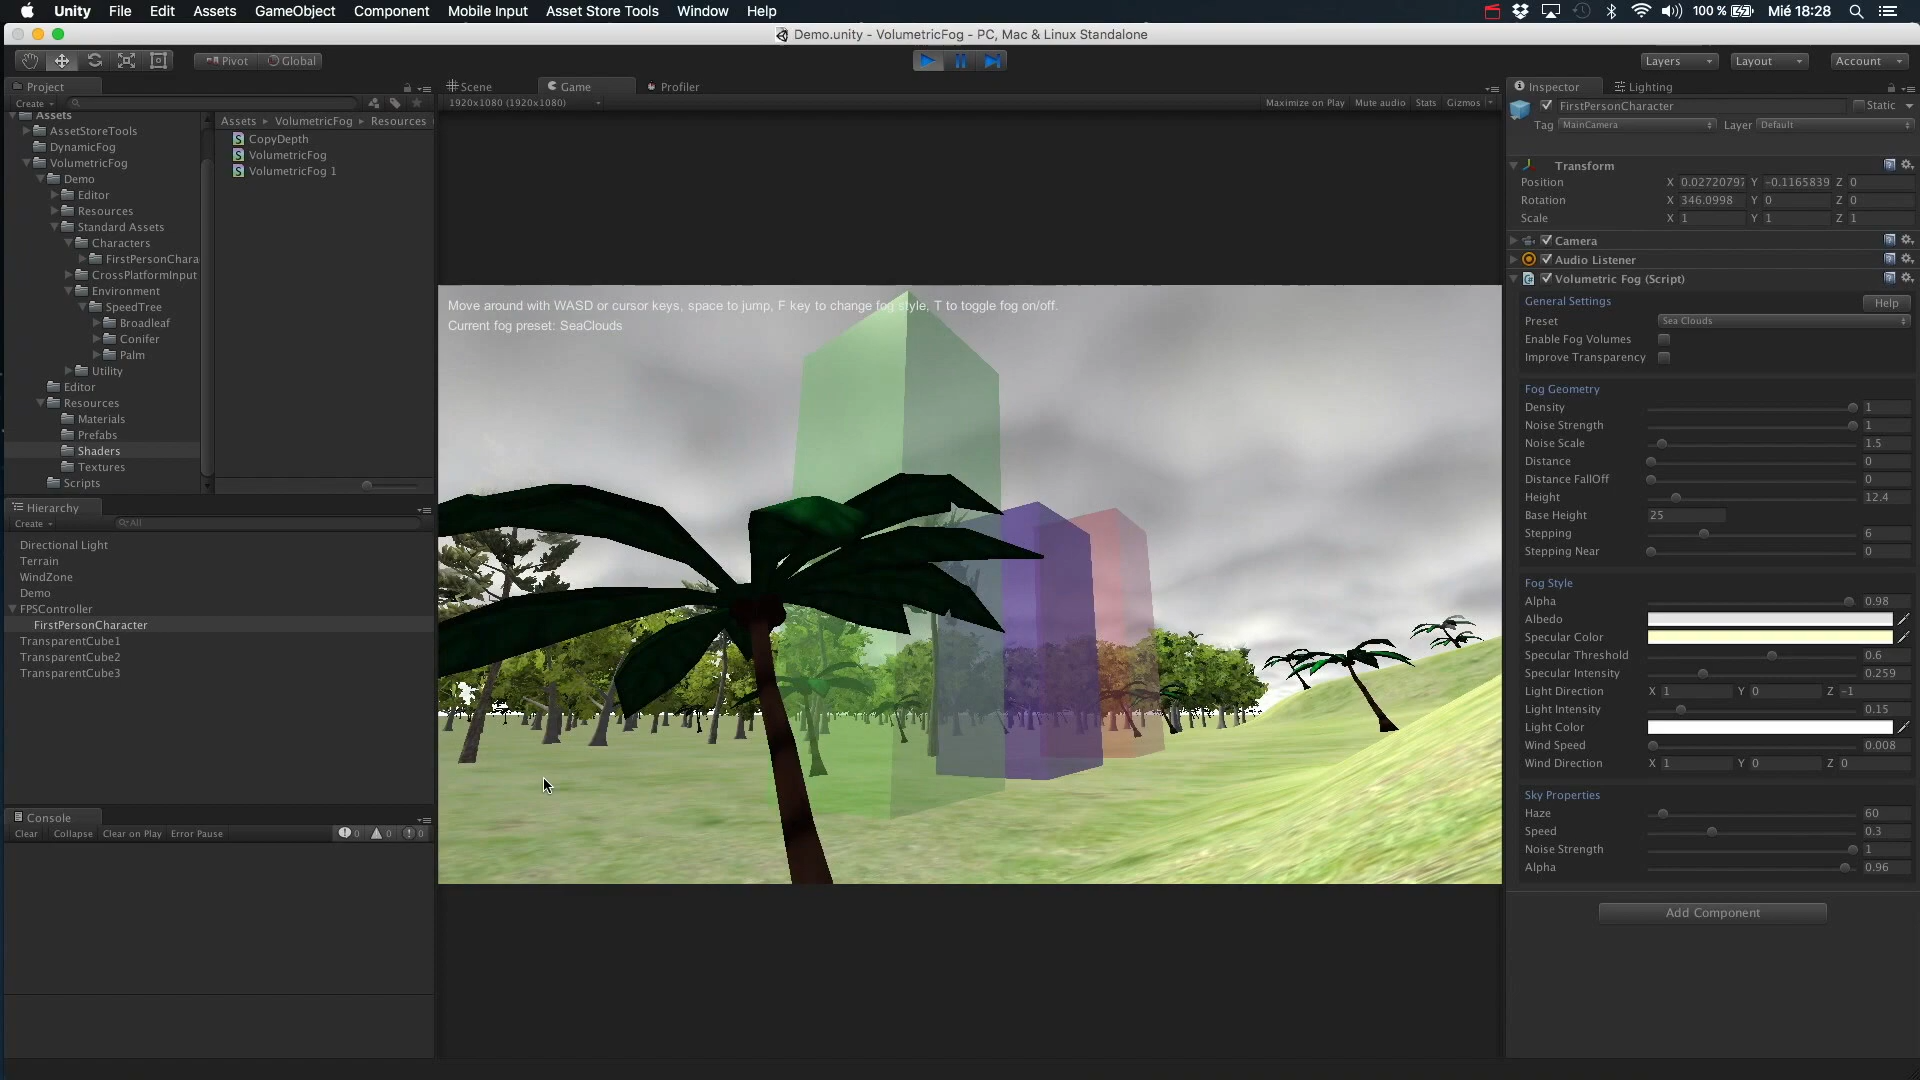 Unity File Edit Assets GameObject Component Mobile Input Asset Store Tools Window Help 100 % Mié 18:28
Demo.unity - VolumetricFog - PC, Mac & Linux Standalone
Pivot Global Layers Layout Account
Project
Create
Assets
AssetStoreTools
DynamicFog
VolumetricFog
Demo
Editor
Resources
Standard Assets
Characters
FirstPersonChara
CrossPlatformInput
Environment
SpeedTree
Broadleaf
Conifer
Palm
Utility
Editor
Resources
Materials
Prefabs
Shaders
Textures
Scripts
Assets VolumetricFog Resources
CopyDepth
VolumetricFog
VolumetricFog 1
Hierarchy
Create All
Directional Light
Terrain
WindZone
Demo
FPSController
FirstPersonCharacter
TransparentCube1
TransparentCube2
TransparentCube3
Console
Clear Collapse Clear on Play Error Pause 0 0 0
Scene Game Profiler
1920x1080 (1920x1080) Maximize on Play Mute audio Stats Gizmos
Move around with WASD or cursor keys, space to jump, F key to change fog style, T to toggle fog on/off.
Current fog preset: SeaClouds
Inspector Lighting
FirstPersonCharacter Static
Tag MainCamera Layer Default
Transform
Position X 0.0272079 Y -0.1165839 Z 0
Rotation X 346.0998 Y 0 Z 0
Scale X 1 Y 1 Z 1
Camera
Audio Listener
Volumetric Fog (Script)
General Settings Help
Preset Sea Clouds
Enable Fog Volumes
Improve Transparency
Fog Geometry
Density 1
Noise Strength 1
Noise Scale 1.5
Distance 0
Distance FallOff 0
Height 12.4
Base Height 25
Stepping 6
Stepping Near 0
Fog Style
Alpha 0.98
Albedo
Specular Color
Specular Threshold 0.6
Specular Intensity 0.259
Light Direction X 1 Y 0 Z -1
Light Intensity 0.15
Light Color
Wind Speed 0.008
Wind Direction X 1 Y 0 Z 0
Sky Properties
Haze 60
Speed 0.3
Noise Strength 1
Alpha 0.96
Add Component